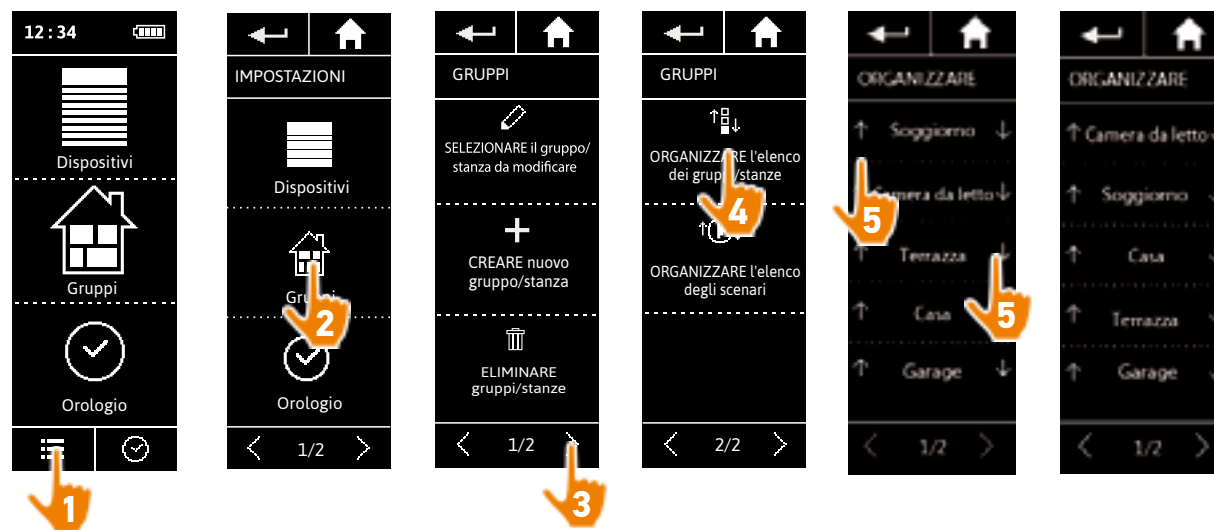 12:34
Dispositivi
Gruppi
Orologio
1
IMPOSTAZIONI
Dispositivi
Gruppi
2
Orologio
1/2
GRUPPI
SELEZIONARE il gruppo/
stanza da modificare
CREARE nuovo
gruppo/stanza
ELIMINARE
gruppi/stanze
1/2
3
GRUPPI
ORGANIZZARE l'elenco
dei gruppi/stanze
4
ORGANIZZARE l'elenco
degli scenari
2/2
ORGANIZZARE
↑ Soggiorno ↓
Camera da letto ↓
5
↑ Terrazza ↓
↑ Casa
5
↑ Garage ↓
1/2
ORGANIZZARE
↑ Camera da letto
↑ Soggiorno
↑ Casa
↑ Terrazza
↑ Garage
1/2